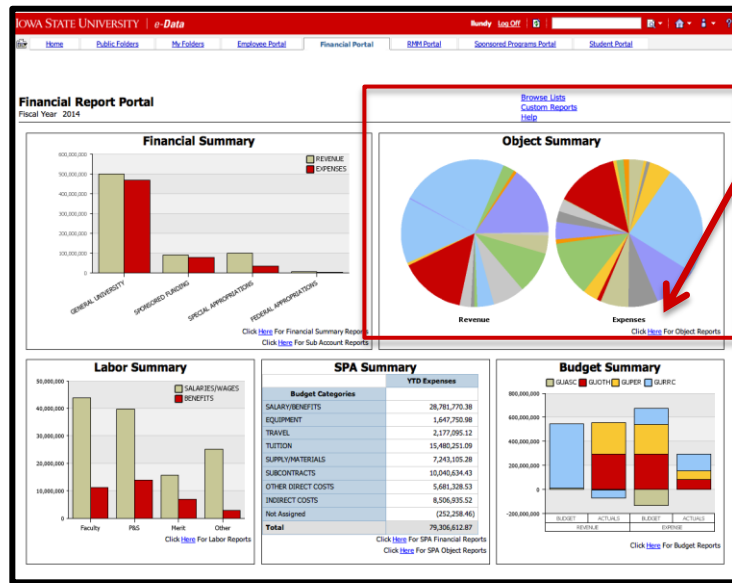 IOWA STATE UNIVERSITY | e-Data
Bundy Log Off
Home Public Folders My Folders Employee Portal Financial Portal RMM Portal Sponsored Programs Portal Student Portal
Financial Report Portal
Fiscal Year 2014
Browse Lists
Custom Reports
Help
Financial Summary
600,000,000
500,000,000
400,000,000
300,000,000
200,000,000
100,000,000
0
REVENUE
EXPENSES
GENERAL UNIVERSITY
SPONSORED FUNDING
SPECIAL APPROPRIATIONS
FEDERAL APPROPRIATIONS
Click Here For Financial Summary Reports
Click Here For Sub Account Reports
Object Summary
Revenue Expenses
Click Here For Object Reports
Labor Summary
50,000,000
40,000,000
30,000,000
20,000,000
10,000,000
0
SALARIES/WAGES
BENEFITS
Faculty P&S Merit Other
Click Here For Labor Reports
SPA Summary
YTD Expenses
Budget Categories
SALARY/BENEFITS 28,781,770.38
EQUIPMENT 1,647,750.98
TRAVEL 2,177,095.12
TUITION 15,480,251.09
SUPPLY/MATERIALS 7,243,105.28
SUBCONTRACTS 10,040,634.43
OTHER DIRECT COSTS 5,681,328.53
INDIRECT COSTS 8,506,935.52
Not Assigned (252,258.46)
Total 79,306,612.87
Click Here For SPA Financial Reports
Click Here For SPA Object Reports
Budget Summary
GUASC GUOTH GUPER GURRC
800,000,000
600,000,000
400,000,000
200,000,000
0
-200,000,000
BUDGET ACTUALS BUDGET ACTUALS
REVENUE EXPENSE
Click Here For Budget Reports